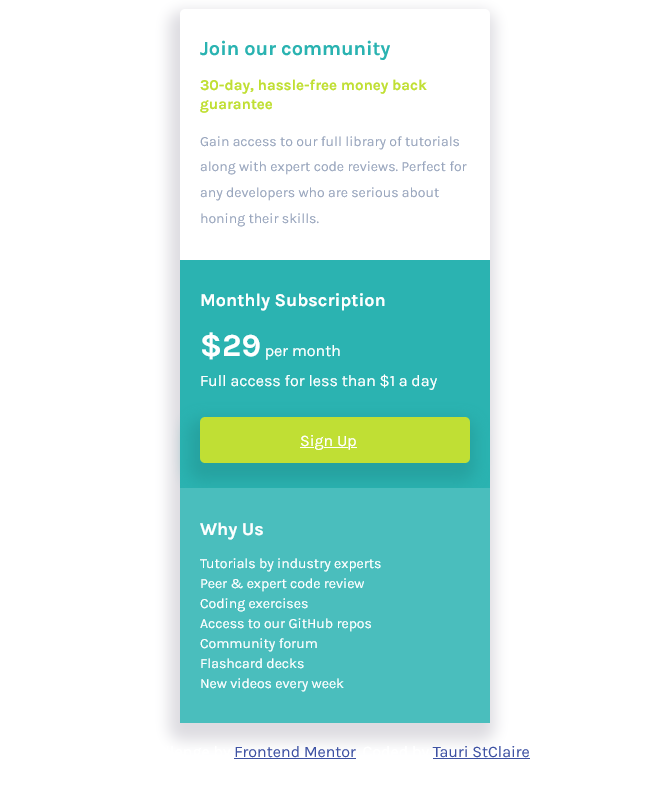 Join our community
30-day, hassle-free money back
guarantee
Gain access to our full library of tutorials
along with expert code reviews. Perfect for
any developers who are serious about
honing their skills.
Monthly Subscription
$29 per month
Full access for less than $1 a day
Sign Up
Why Us
Tutorials by industry experts
Peer & expert code review
Coding exercises
Access to our GitHub repos
Community forum
Flashcard decks
New videos every week
Frontend Mentor Tauri StClaire